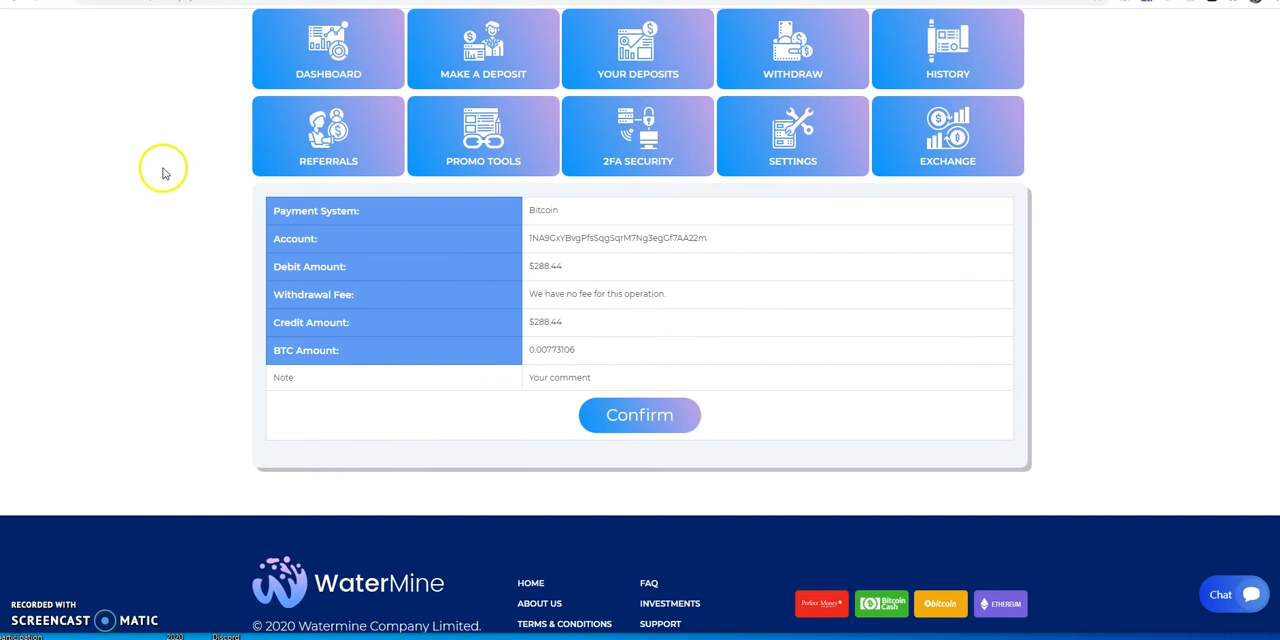 DASHBOARD
MAKE A DEPOSIT
YOUR DEPOSITS
WITHDRAW
HISTORY
REFERRALS
PROMO TOOLS
2FA SECURITY
SETTINGS
EXCHANGE
Payment System: Bitcoin
Account: 1NA9GxYBvgPfsSqgSqrM7Ng3egGf7AA22m
Debit Amount: $288.44
Withdrawal Fee: We have no fee for this operation.
Credit Amount: $288.44
BTC Amount: 0.00773106
Note: Your comment
Confirm
WaterMine
© 2020 Watermine Company Limited.
HOME
ABOUT US
TERMS & CONDITIONS
FAQ
INVESTMENTS
SUPPORT
Perfect Money
Bitcoin Cash
bitcoin
ETHEREUM
Chat
RECORDED WITH
SCREENCAST MATIC
2020
Discord